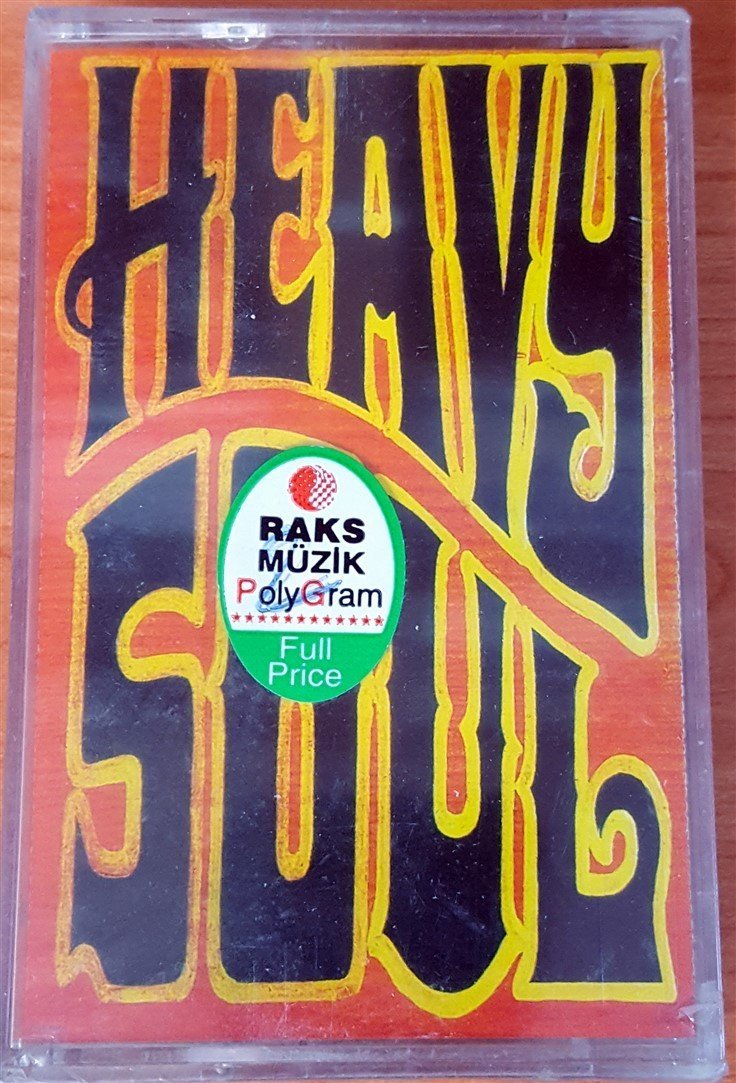 HEAVY
SOUL
RAKS
MÜZİK
PolyGram
Full
Price